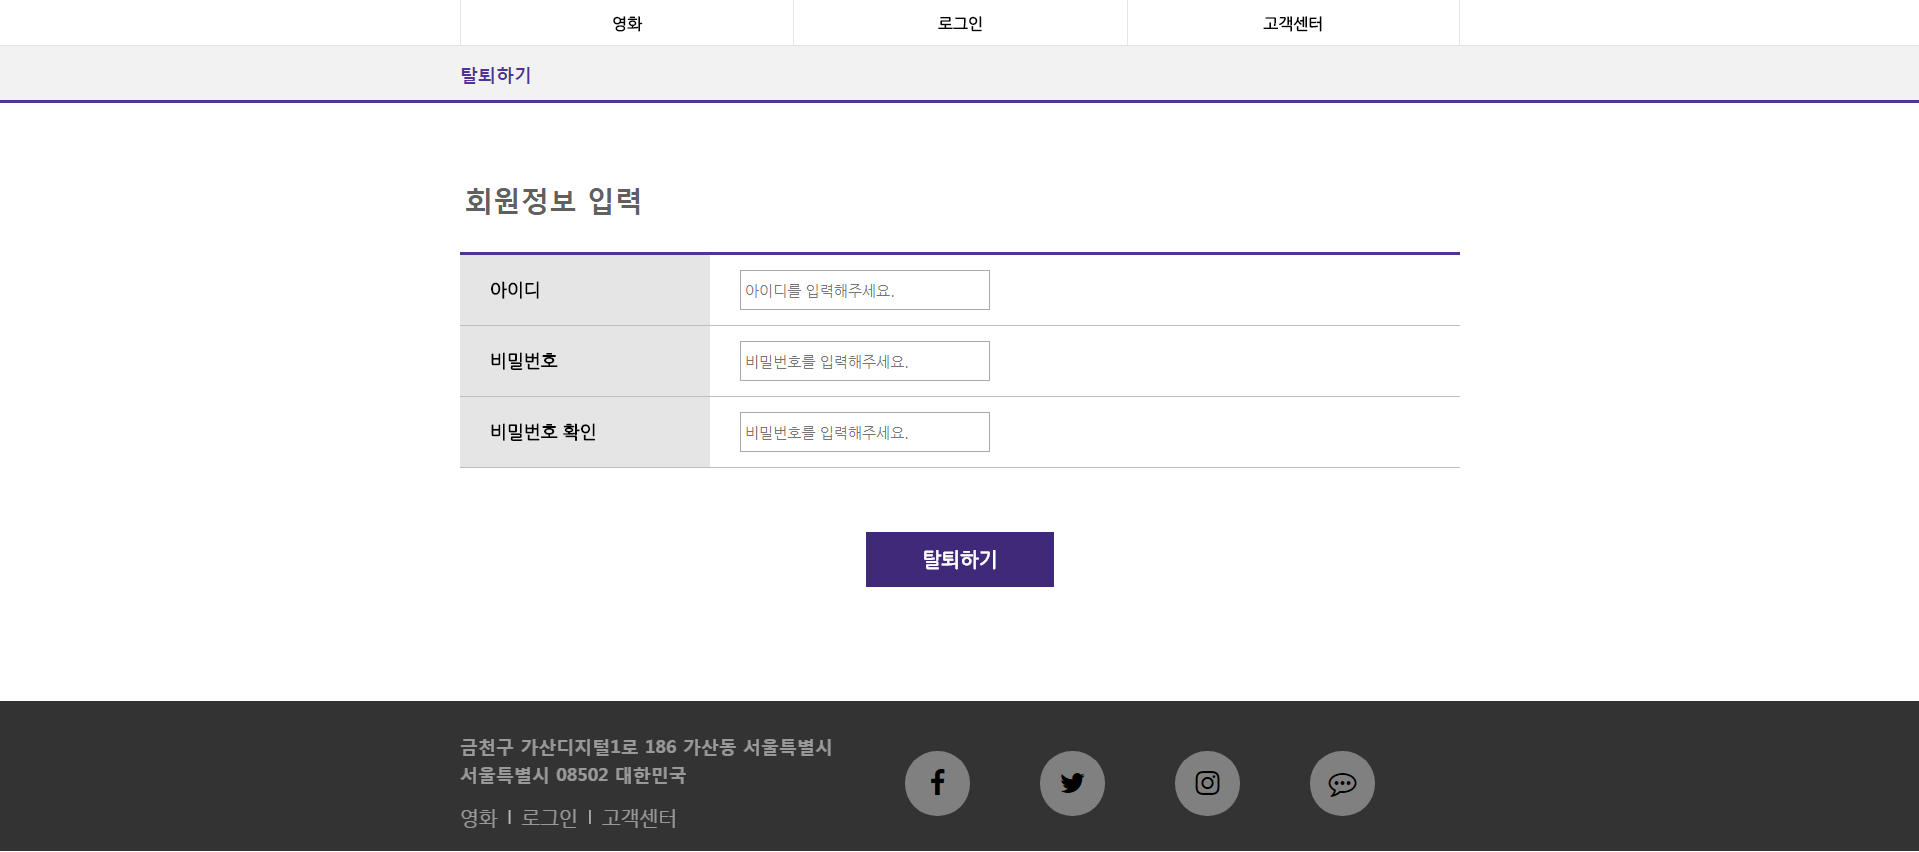 영화
로그인
고객센터
탈퇴하기
회원정보 입력
아이디
아이디를 입력해주세요.
비밀번호
비밀번호를 입력해주세요.
비밀번호 확인
비밀번호를 입력해주세요.
탈퇴하기
금천구 가산디지털1로 186 가산동 서울특별시
서울특별시 08502 대한민국
영화 ㅣ 로그인 ㅣ 고객센터